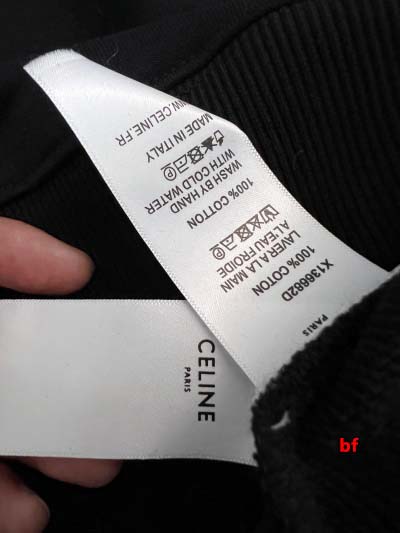 PARIS
X136682D
100% COTON
LAVER A LA MAIN
A L'EAU FROIDE
100% COTTON
WASH BY HAND
WITH COLD WATER
MADE IN ITALY
WWW.CELINE.FR
CELINE
PARIS
bf